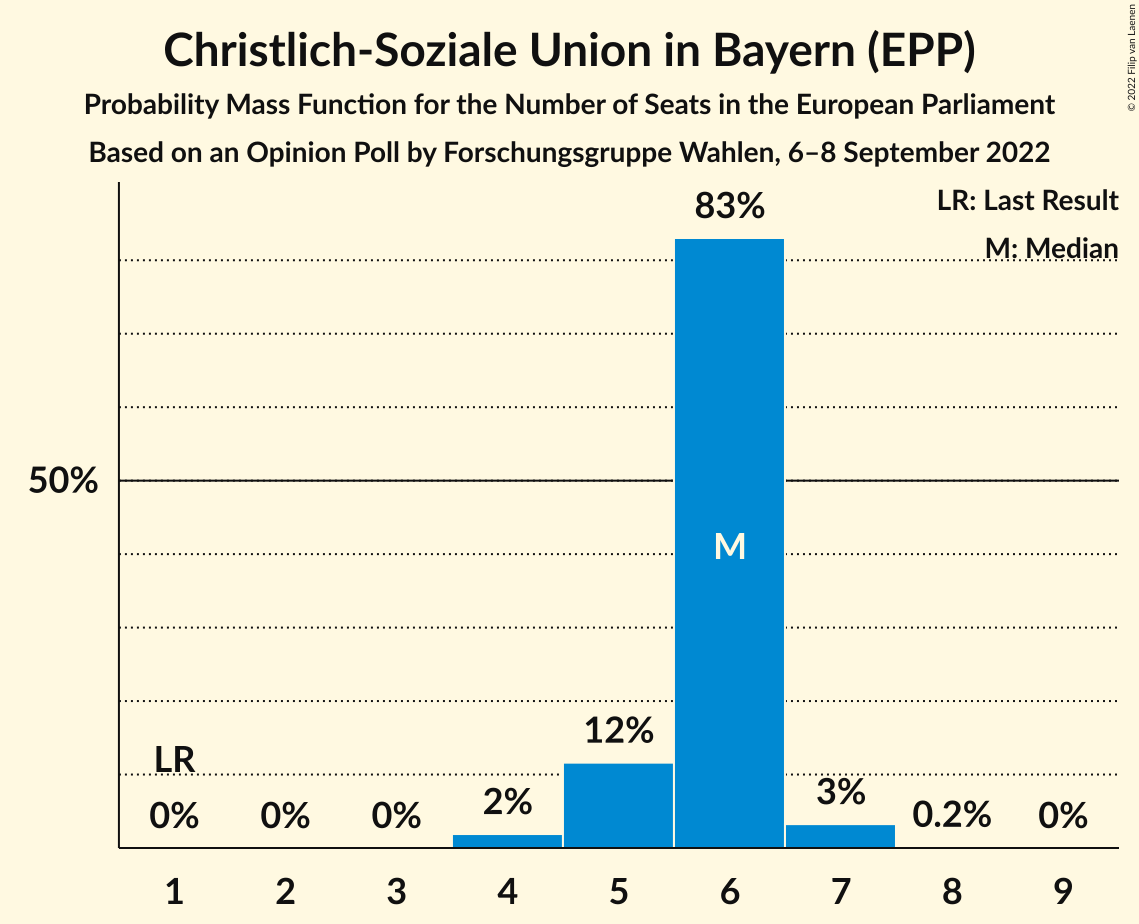 Christlich-Soziale Union in Bayern (EPP)
Probability Mass Function for the Number of Seats in the European Parliament
Based on an Opinion Poll by Forschungsgruppe Wahlen, 6–8 September 2022
© 2022 Filip van Laenen
LR: Last Result
M: Median
83%
50%
M
12%
LR
0%
0%
0%
2%
3%
0.2%
0%
1 2 3 4 5 6 7 8 9